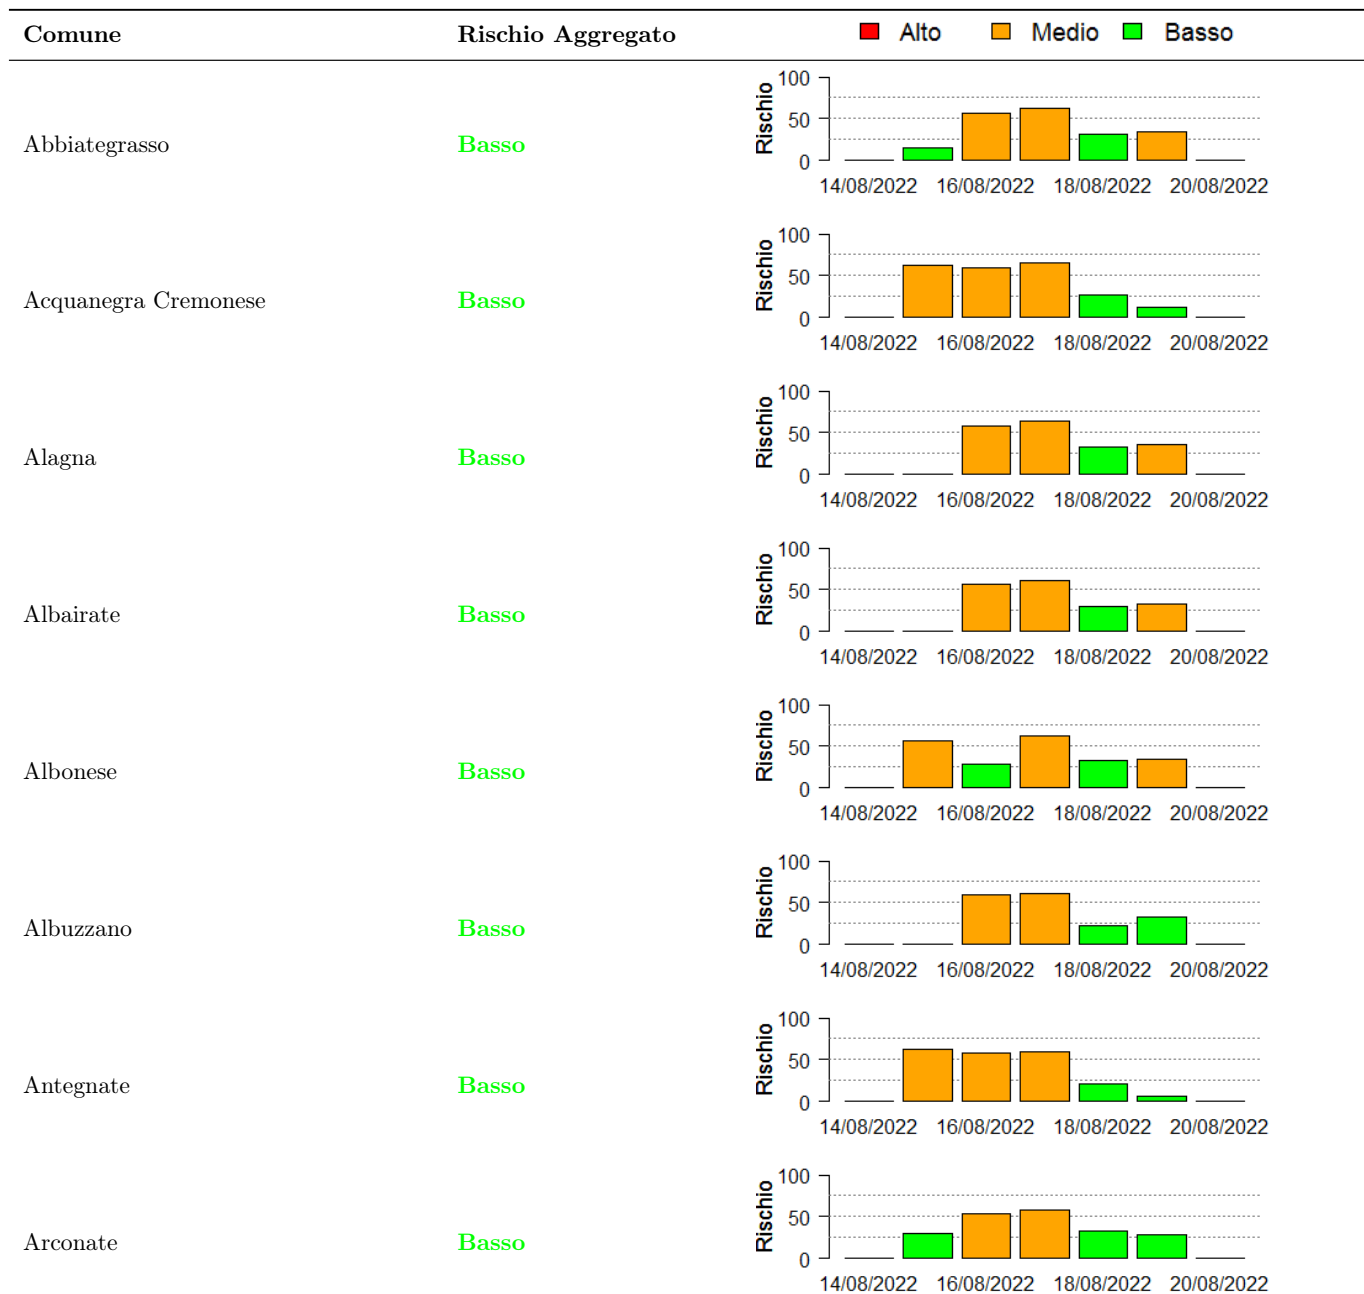 Comune Rischio Aggregato Alto Medio Basso
Abbiategrasso Basso Rischio 100 50 0
14/08/2022 16/08/2022 18/08/2022 20/08/2022
Acquanegra Cremonese Basso Rischio 100 50 0
14/08/2022 16/08/2022 18/08/2022 20/08/2022
Alagna Basso Rischio 100 50 0
14/08/2022 16/08/2022 18/08/2022 20/08/2022
Albairate Basso Rischio 100 50 0
14/08/2022 16/08/2022 18/08/2022 20/08/2022
Albonese Basso Rischio 100 50 0
14/08/2022 16/08/2022 18/08/2022 20/08/2022
Albuzzano Basso Rischio 100 50 0
14/08/2022 16/08/2022 18/08/2022 20/08/2022
Antegnate Basso Rischio 100 50 0
14/08/2022 16/08/2022 18/08/2022 20/08/2022
Arconate Basso Rischio 100 50 0
14/08/2022 16/08/2022 18/08/2022 20/08/2022